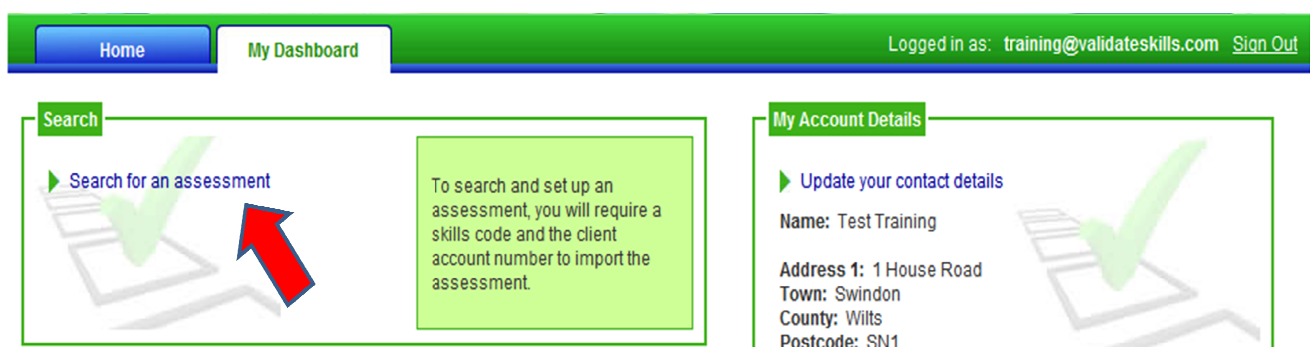 Home
My Dashboard
Logged in as: training@validateskills.com Sign Out
Search
Search for an assessment
To search and set up an
assessment, you will require a
skills code and the client
account number to import the
assessment.
My Account Details
Update your contact details
Name: Test Training
Address 1: 1 House Road
Town: Swindon
County: Wilts
Postcode: SN1